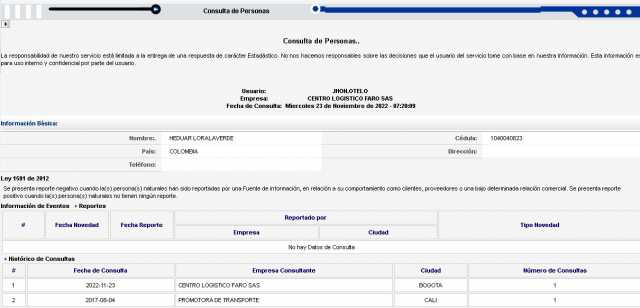 Consulta de Personas
Consulta de Personas..
La responsabilidad de nuestro servicio está limitada a la entrega de una respuesta de carácter Estadástico. No nos hacemos responsables sobre las decisiones que el usuario del servicio tome con base en nuestra Información. Esta información es
para uso interno y confidencial por parte del usuario.
Usuario: JHON.OTELO
Empresa: CENTRO LOGISTICO FARO SAS
Fecha de Consulta: Miercoles 23 de Noviembre de 2022 - 07:20:09
Información Básica:
Nombre:. HEDUAR LORALAVERDE Cédula: 1040040823
País: COLOMBIA Dirección:
Teléfono:
Ley 1581 de 2012
Se presenta reporte negativo cuando la(s) persona(s) naturales han sido reportadas por una Fuente de información, en relación a su comportamiento como clientes, proveedores o una bajo determinada relación comercial. Se presenta reporte
positivo cuando la(s) persona(s) naturales no tienen ningún reporte.
Información de Eventos Reportes
# Fecha Novedad Fecha Reporte Reportado por Tipo Novedad
Empresa Ciudad
No hay Datos de Consulta
Histórico de Consultas
# Fecha de Consulta Empresa Consultante Ciudad Número de Consultas
1 2022-11-23 CENTRO LOGISTICO FARO SAS BOGOTA 1
2 2017-08-04 PROMOTORA DE TRANSPORTE CALI 1